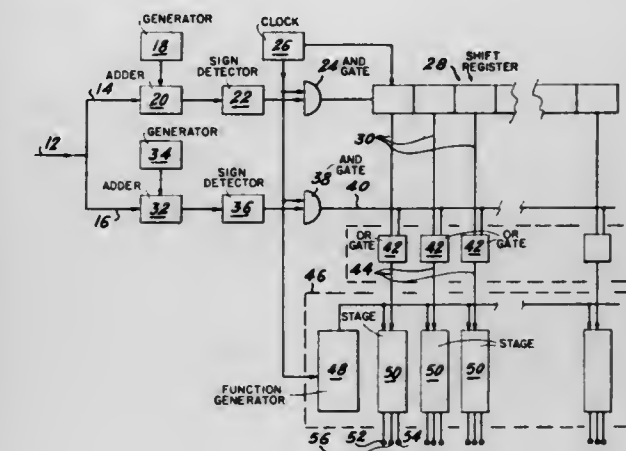 GENERATOR
18
CLOCK
26
24
AND
GATE
28
SHIFT
REGISTER
14
ADDER
20
SIGN
DETECTOR
22
12
GENERATOR
34
30
38
AND
GATE
40
ADDER
32
SIGN
DETECTOR
36
16
OR
GATE
42
42
42
OR
GATE
44
46
STAGE
STAGE
48
50
50
50
FUNCTION
GENERATOR
52
54
56